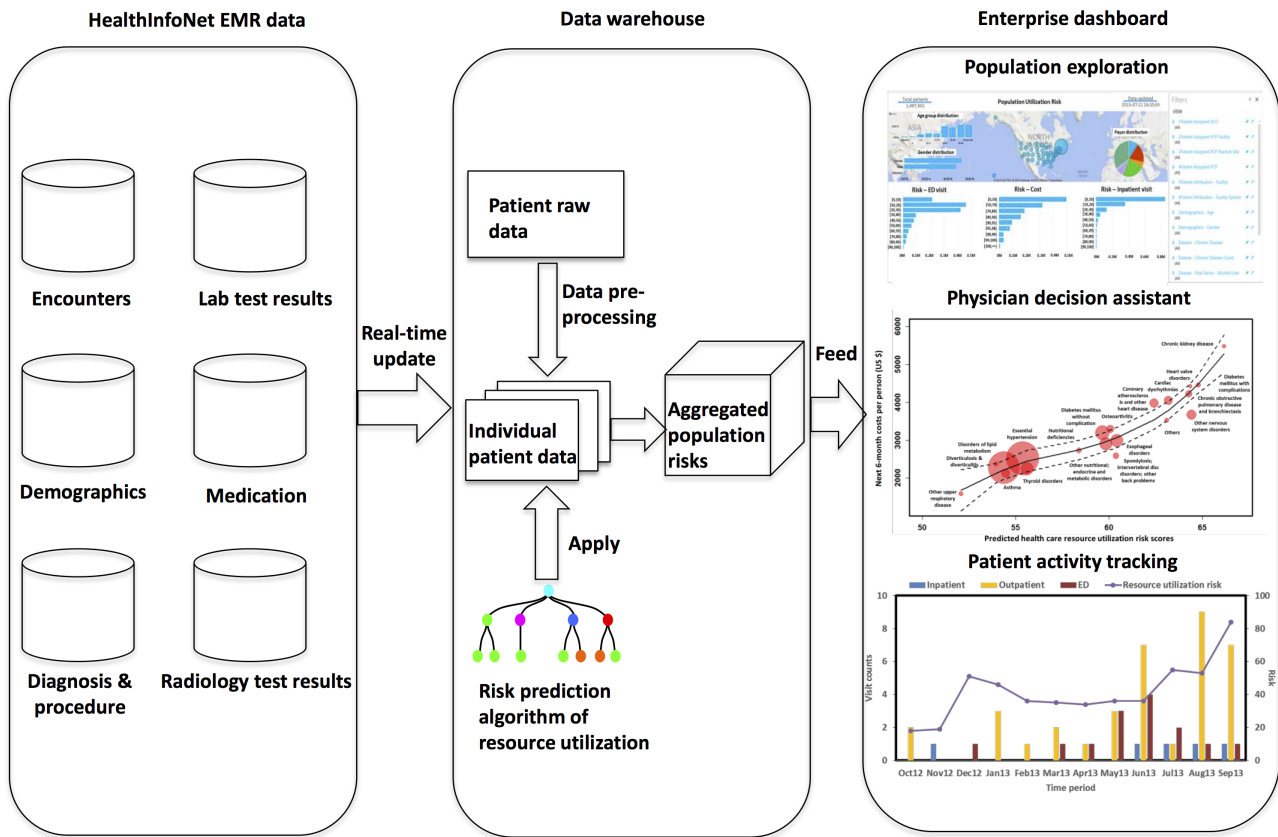 HealthInfoNet EMR data
Encounters
Lab test results
Demographics
Medication
Diagnosis &
procedure
Radiology test results
Real-time
update
Data warehouse
Patient raw
data
Data pre-
processing
Individual
patient data
Aggregated
population
risks
Apply
Risk prediction
algorithm of
resource utilization
Feed
Enterprise dashboard
Population exploration
Total patients
Population Utilization Risk
Data updated
Age group distribution
ASIA
Gender distribution
NORTH
Payor distribution
Risk – ED visit
Risk – Cost
Risk – Inpatient visit
Filters
VIEW
Physician decision assistant
Next 6-month costs per person (US $)
6000
5000
4000
3000
2000
Chronic kidney disease
Heart valve
disorders
Cardiac
dysrhythmias
Coronary
atheroscleros
is and other
heart disease
Diabetes
mellitus with
complications
Chronic obstructive
pulmonary disease
and bronchiectasis
Other nervous
system disorders
Others
Diabetes mellitus
without
complication
Osteoarthritis
Nutritional
deficiencies
Essential
hypertension
Disorders of lipid
metabolism
Diverticulosis &
diverticulitis
Esophageal
disorders
Spondylosis;
intervertebral disc
disorders; other
back problems
Other nutritional;
endocrine and
metabolic disorders
Thyroid disorders
Asthma
Other upper
respiratory
disease
50
55
60
65
Predicted health care resource utilization risk scores
Patient activity tracking
Inpatient
Outpatient
ED
Resource utilization risk
Visit counts
10
8
6
4
2
0
Risk
100
80
60
40
20
0
Oct12 Nov12 Dec12 Jan13 Feb13 Mar13 Apr13 May13 Jun13 Jul13 Aug13 Sep13
Time period